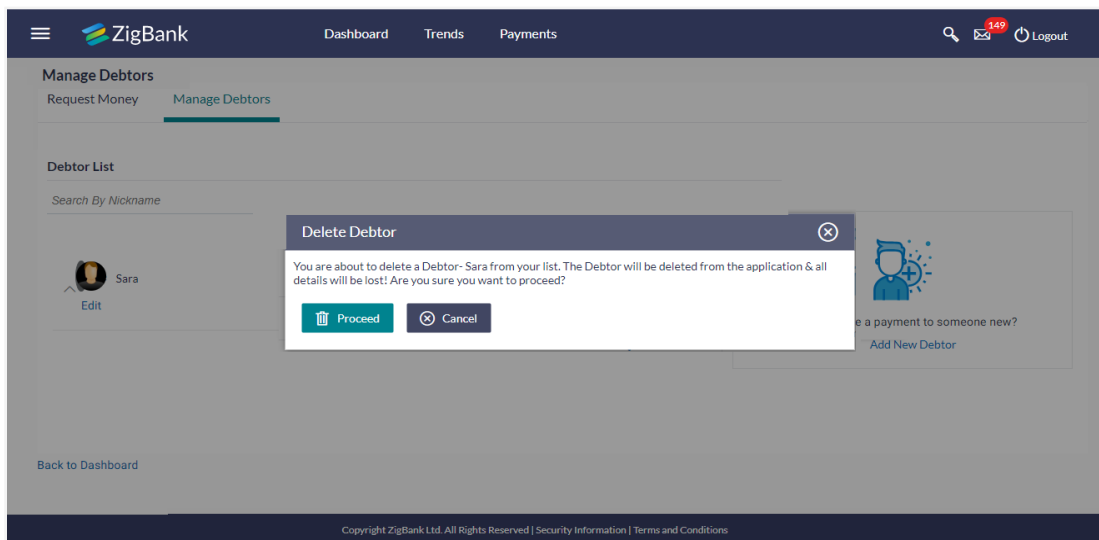 ZigBank
Dashboard Trends Payments
149
Logout
Manage Debtors
Request Money Manage Debtors
Debtor List
Search By Nickname
Delete Debtor
You are about to delete a Debtor- Sara from your list. The Debtor will be deleted from the application & all
details will be lost! Are you sure you want to proceed?
Proceed Cancel
Sara
Edit
e a payment to someone new?
Add New Debtor
Back to Dashboard
Copyright ZigBank Ltd. All Rights Reserved | Security Information | Terms and Conditions